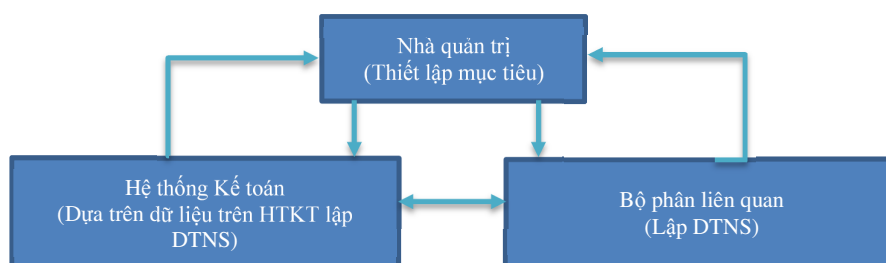 Nhà quản trị
(Thiết lập mục tiêu)
Hệ thống Kế toán
(Dựa trên dữ liệu trên HTKT lập
DTNS)
Bộ phân liên quan
(Lập DTNS)